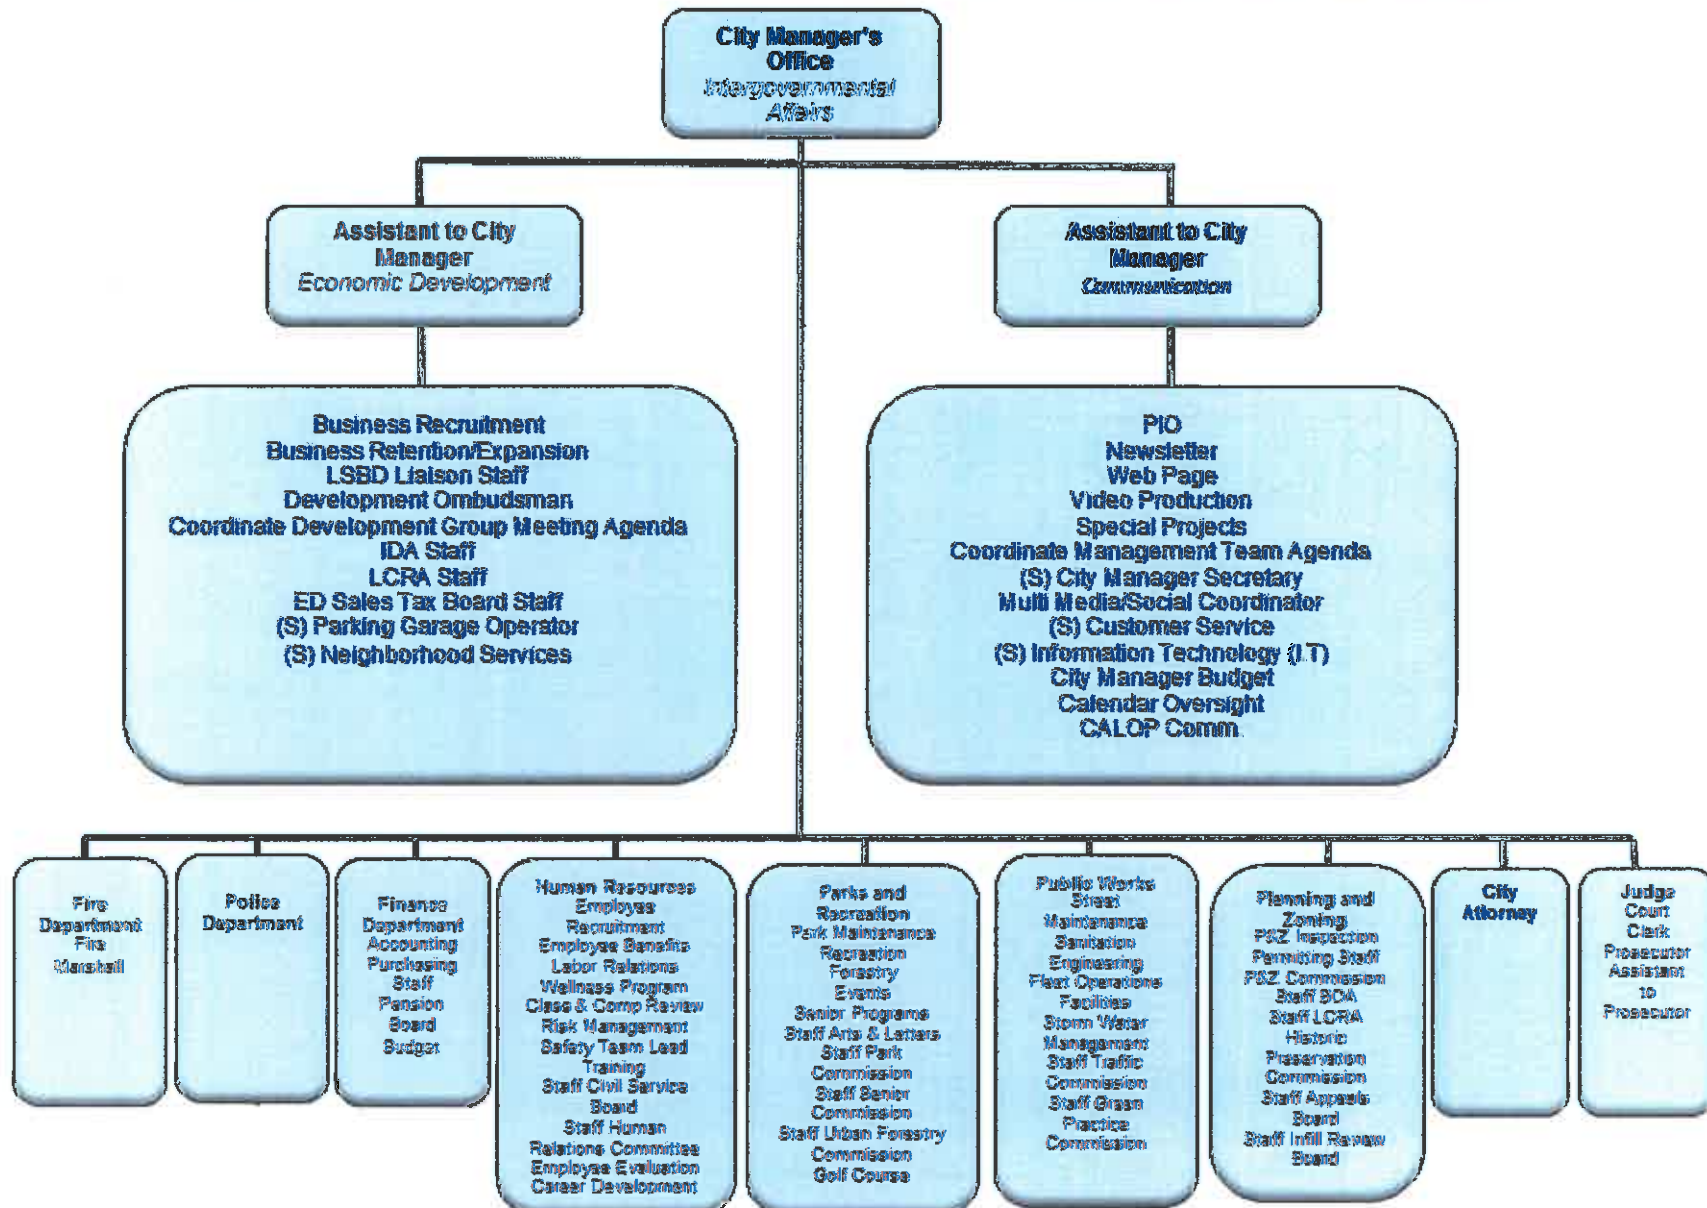 City Manager's
Office
Intergovernmental
Affairs
Assistant to City
Manager
Economic Development
Assistant to City
Manager
Communication
Business Recruitment
Business Retention/Expansion
LSBD Liaison Staff
Development Ombudsman
Coordinate Development Group Meeting Agenda
IDA Staff
LCRA Staff
ED Sales Tax Board Staff
(S) Parking Garage Operator
(S) Neighborhood Services
PIO
Newsletter
Web Page
Video Production
Special Projects
Coordinate Management Team Agenda
(S) City Manager Secretary
Multi Media/Social Coordinator
(S) Customer Service
(S) Information Technology (I.T)
City Manager Budget
Calendar Oversight
CALOP Comm.
Fire
Department
Fire
Marshall
Police
Department
Finance
Department
Accounting
Purchasing
Staff
Pension
Board
Budget
Human Resources
Employee
Recruitment
Employee Benefits
Labor Relations
Wellness Program
Class & Comp Review
Risk Management
Safety Team Lead
Training
Staff Civil Service
Board
Staff Human
Relations Committee
Employee Evaluation
Career Development
Parks and
Recreation
Park Maintenance
Recreation
Forestry
Events
Senior Programs
Staff Arts & Letters
Staff Park
Commission
Staff Senior
Commission
Staff Urban Forestry
Commission
Golf Course
Public Works
Street
Maintenance
Sanitation
Engineering
Fleet Operations
Facilities
Storm Water
Management
Staff Traffic
Commission
Staff Green
Practice
Commission
Planning and
Zoning
P&Z Inspection
Permitting Staff
P&Z Commission
Staff BOA
Staff LCRA
Historic
Preservation
Commission
Staff Appeals
Board
Staff Infill Review
Board
City
Attorney
Judge
Court
Clerk
Prosecutor
Assistant
to
Prosecutor